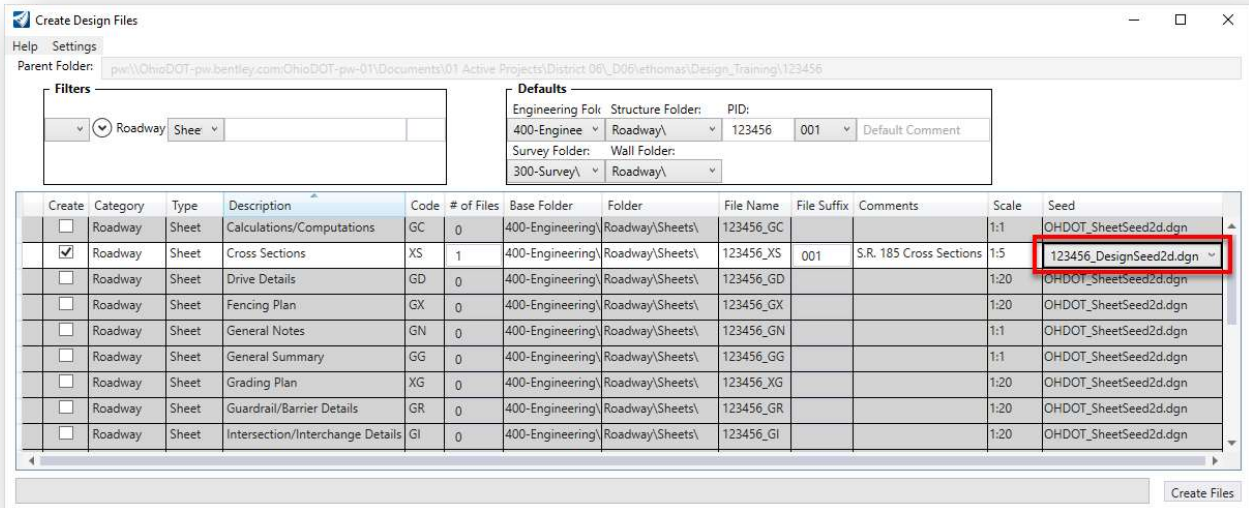 Create Design Files
Help Settings
Parent Folder: pw:\\OhioDOT-pw.bentley.com:OhioDOT-pw-01\Documents\01 Active Projects\District 06\_D06\ethomas\Design_Training\123456
Filters
Roadway Shee
Defaults
Engineering Fold Structure Folder: PID:
400-Enginee Roadway\ 123456 001 Default Comment
Survey Folder: Wall Folder:
300-Survey\ Roadway\
Create Category Type Description Code # of Files Base Folder Folder File Name File Suffix Comments Scale Seed
Roadway Sheet Calculations/Computations GC 0 400-Engineering\ Roadway\Sheets\ 123456_GC 1:1 OHDOT_SheetSeed2d.dgn
Roadway Sheet Cross Sections XS 1 400-Engineering\ Roadway\Sheets\ 123456_XS 001 S.R. 185 Cross Sections 1:5 123456_DesignSeed2d.dgn
Roadway Sheet Drive Details GD 0 400-Engineering\ Roadway\Sheets\ 123456_GD 1:20 OHDOT_SheetSeed2d.dgn
Roadway Sheet Fencing Plan GX 0 400-Engineering\ Roadway\Sheets\ 123456_GX 1:20 OHDOT_SheetSeed2d.dgn
Roadway Sheet General Notes GN 0 400-Engineering\ Roadway\Sheets\ 123456_GN 1:1 OHDOT_SheetSeed2d.dgn
Roadway Sheet General Summary GG 0 400-Engineering\ Roadway\Sheets\ 123456_GG 1:1 OHDOT_SheetSeed2d.dgn
Roadway Sheet Grading Plan XG 0 400-Engineering\ Roadway\Sheets\ 123456_XG 1:20 OHDOT_SheetSeed2d.dgn
Roadway Sheet Guardrail/Barrier Details GR 0 400-Engineering\ Roadway\Sheets\ 123456_GR 1:20 OHDOT_SheetSeed2d.dgn
Roadway Sheet Intersection/Interchange Details GI 0 400-Engineering\ Roadway\Sheets\ 123456_GI 1:20 OHDOT_SheetSeed2d.dgn
Create Files